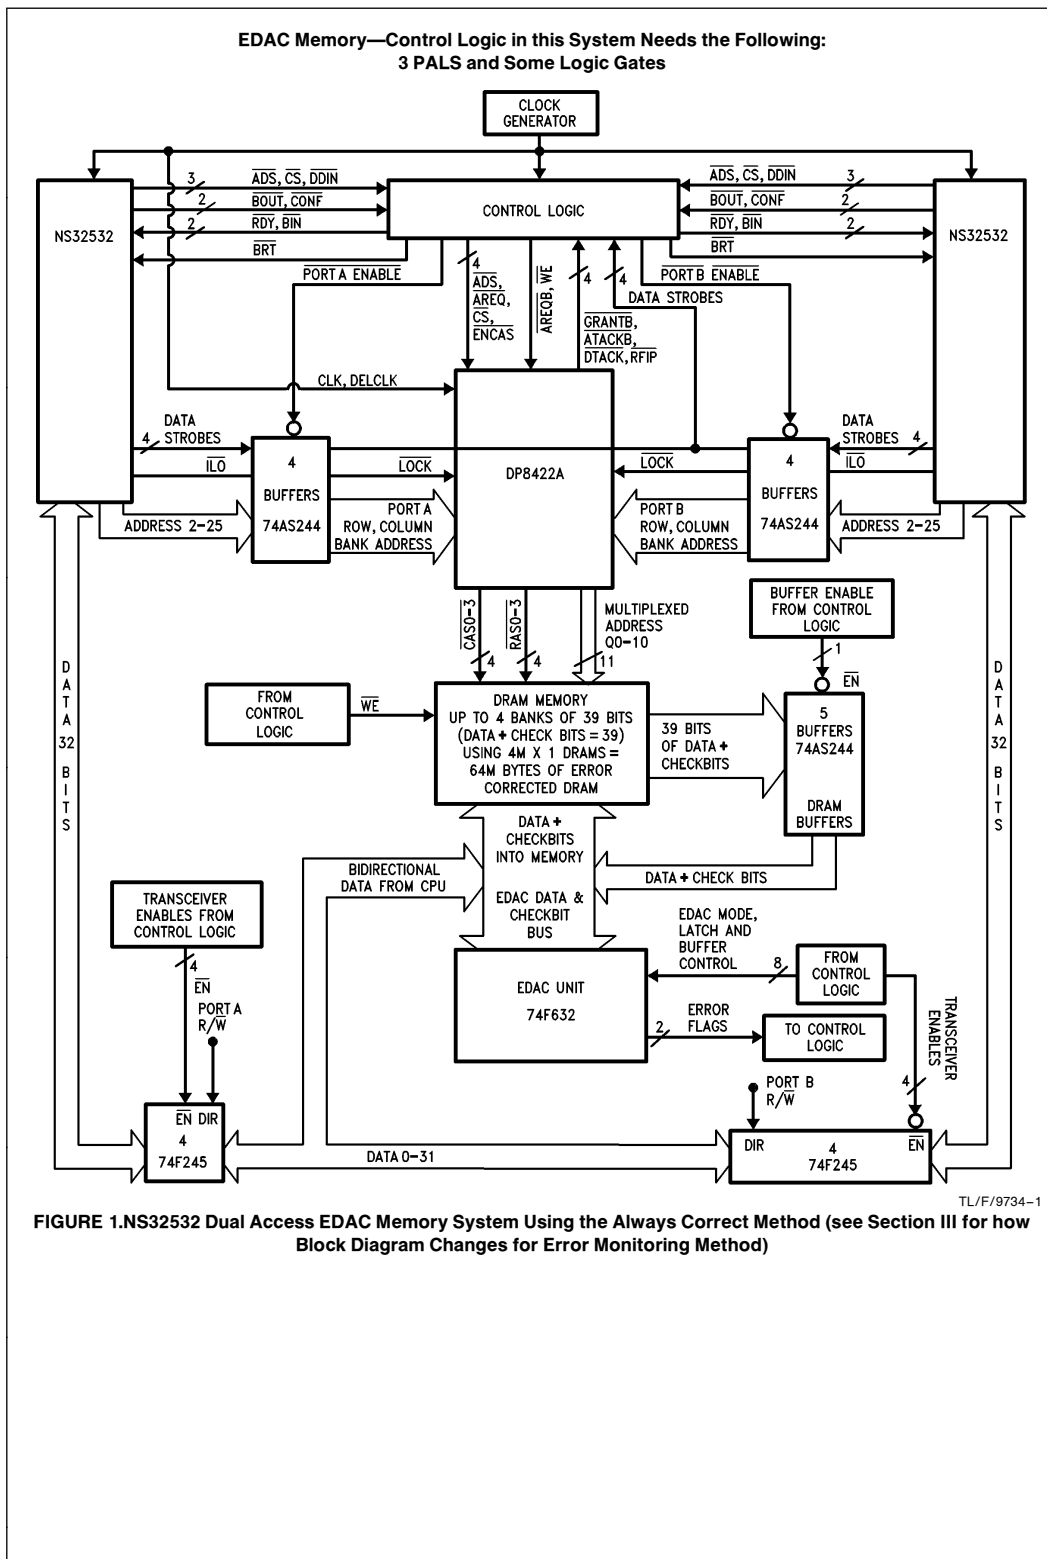 EDAC Memory—Control Logic in this System Needs the Following:
3 PALS and Some Logic Gates
CLOCK
GENERATOR
NS32532
3
ADS, CS, DDIN
2
BOUT, CONF
2
RDY, BIN
BRT
CONTROL LOGIC
ADS, CS, DDIN
3
BOUT, CONF
2
RDY, BIN
2
BRT
NS32532
PORT A ENABLE
4
ADS,
AREQ,
CS,
ENCAS
AREQB, WE
4
GRANTB,
ATACKB,
DTACK, RFIP
4
DATA STROBES
PORT B ENABLE
CLK, DELCLK
4
DATA
STROBES
ILO
ADDRESS 2-25
4
BUFFERS
74AS244
LOCK
PORT A
ROW, COLUMN
BANK ADDRESS
DP8422A
LOCK
PORT B
ROW, COLUMN
BANK ADDRESS
4
BUFFERS
74AS244
DATA
STROBES
4
ILO
ADDRESS 2-25
CAS0-3
4
RAS0-3
4
MULTIPLEXED
ADDRESS
Q0-10
11
BUFFER ENABLE
FROM CONTROL
LOGIC
1
EN
DATA 32 BITS
FROM
CONTROL
LOGIC
WE
DRAM MEMORY
UP TO 4 BANKS OF 39 BITS
(DATA + CHECK BITS = 39)
USING 4M X 1 DRAMS =
64M BYTES OF ERROR
CORRECTED DRAM
39 BITS
OF DATA +
CHECKBITS
5
BUFFERS
74AS244
DRAM
BUFFERS
DATA 32 BITS
DATA +
CHECKBITS
INTO MEMORY
BIDIRECTIONAL
DATA FROM CPU
DATA + CHECK BITS
EDAC DATA &
CHECKBIT
BUS
TRANSCEIVER
ENABLES FROM
CONTROL LOGIC
4
EN
PORT A
R/W
EDAC UNIT
74F632
EDAC MODE,
LATCH AND
BUFFER
CONTROL
8
FROM
CONTROL
LOGIC
2
ERROR
FLAGS
TO CONTROL
LOGIC
TRANSCEIVER
ENABLES
4
PORT B
R/W
EN DIR
4
74F245
DATA 0-31
DIR
4
74F245
EN
TL/F/9734-1
FIGURE 1.NS32532 Dual Access EDAC Memory System Using the Always Correct Method (see Section III for how
Block Diagram Changes for Error Monitoring Method)